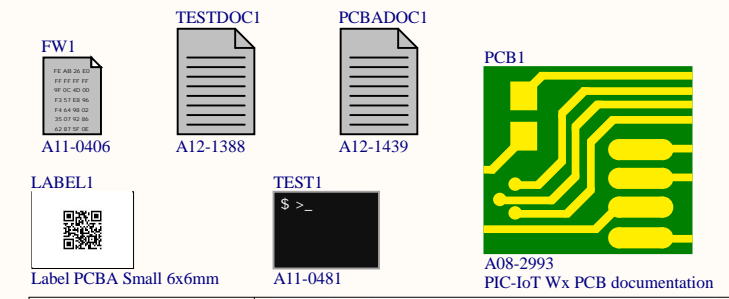 TESTDOC1
PCBADOC1
FW1
PCB1
FE AB 26 E0
FF FF FF FF
9F 0C 4D 00
F3 57 E8 96
F4 64 98 02
35 07 92 86
62 87 5F 0E
A11-0406
A12-1388
A12-1439
LABEL1
TEST1
$ >_
Label PCBA Small 6x6mm
A11-0481
A08-2993
PIC-IoT Wx PCB documentation